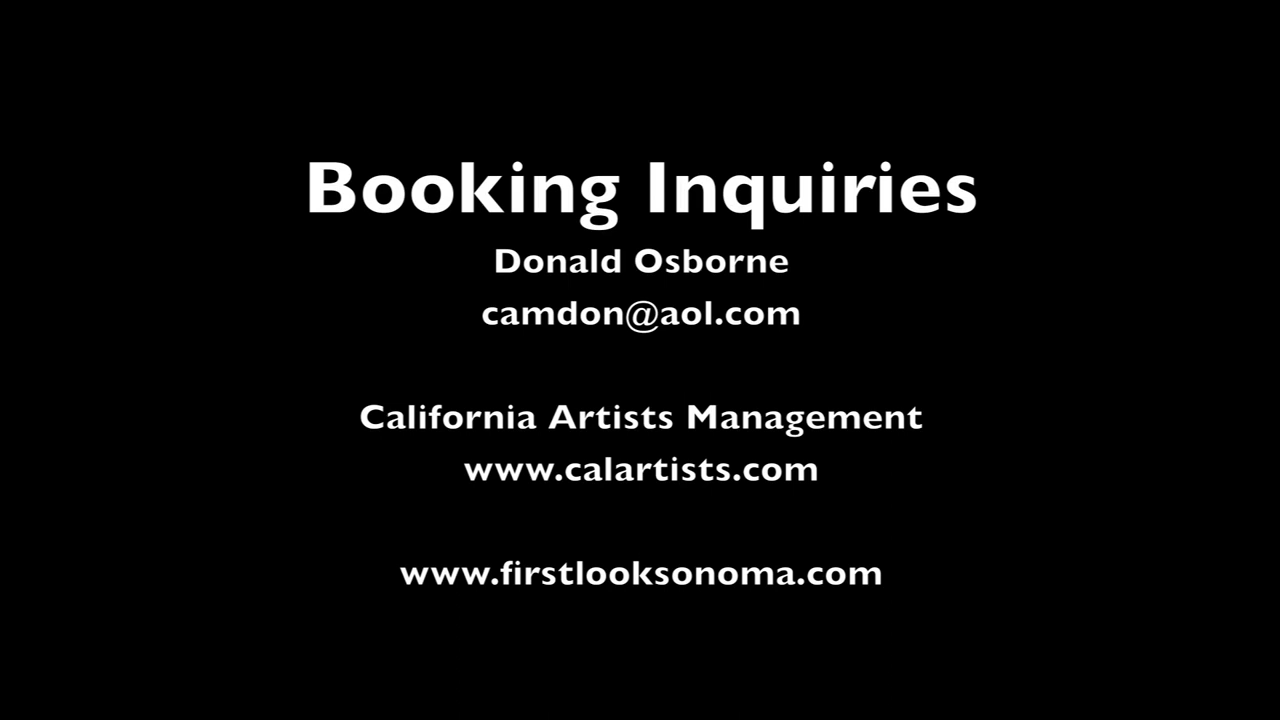 Booking Inquiries
Donald Osborne
camdon@aol.com
California Artists Management
www.calartists.com
www.firstlooksonoma.com